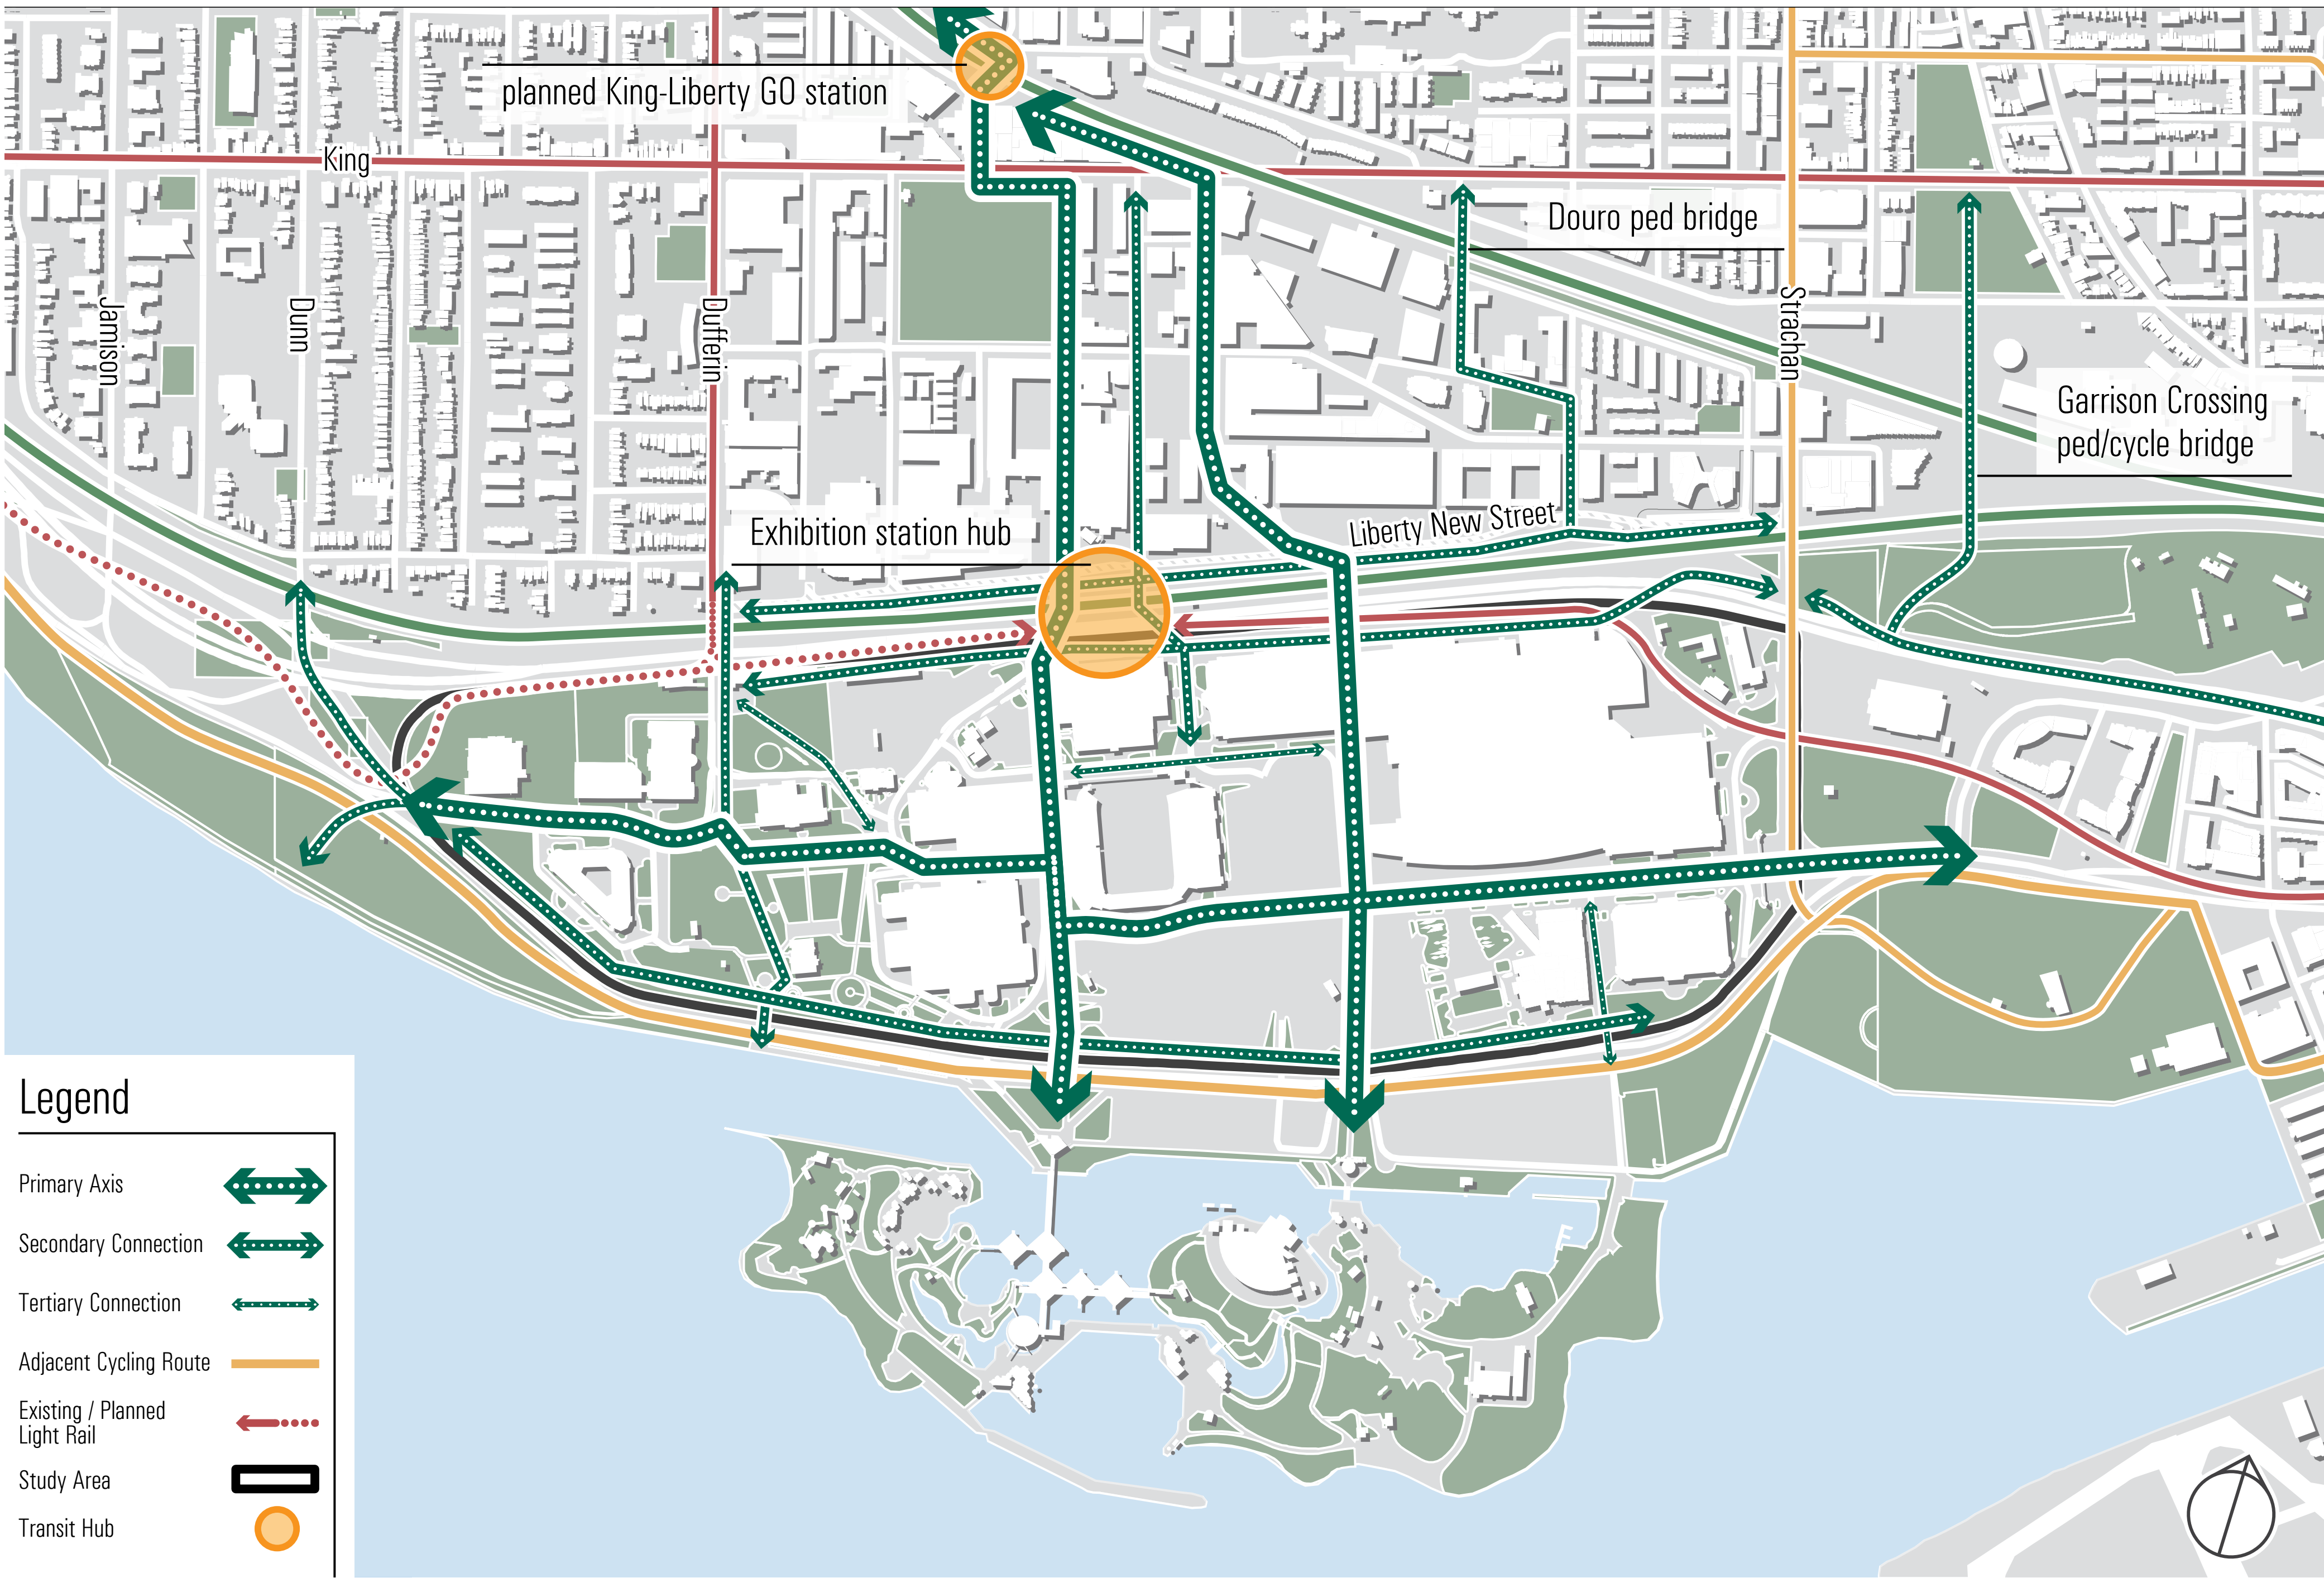 planned King-Liberty GO station
King
Douro ped bridge
Jamison
Dunn
Dufferin
Strachan
Garrison Crossing
ped/cycle bridge
Exhibition station hub
Liberty New Street
Legend
Primary Axis
Secondary Connection
Tertiary Connection
Adjacent Cycling Route
Existing / Planned
Light Rail
Study Area
Transit Hub